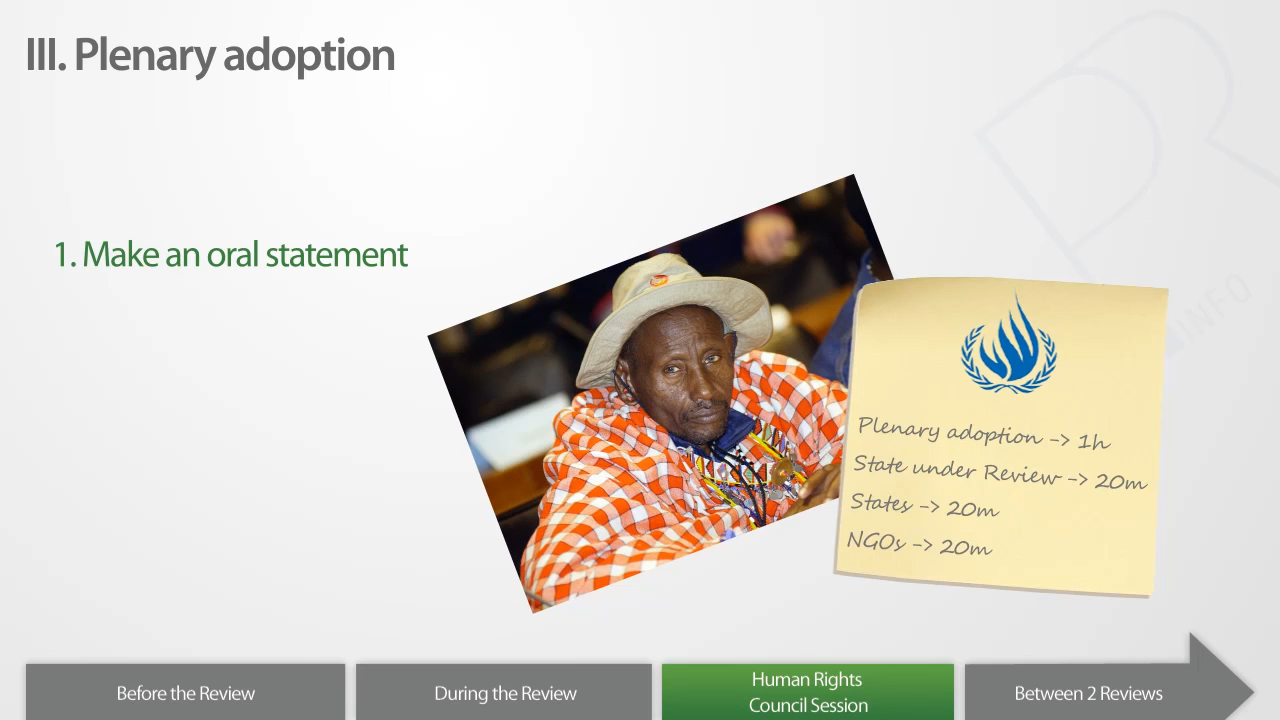 III. Plenary adoption
1. Make an oral statement
Plenary adoption -> 1h
State under Review -> 20m
States -> 20m
NGOs -> 20m
Before the Review
During the Review
Human Rights
Council Session
Between 2 Reviews
INFO